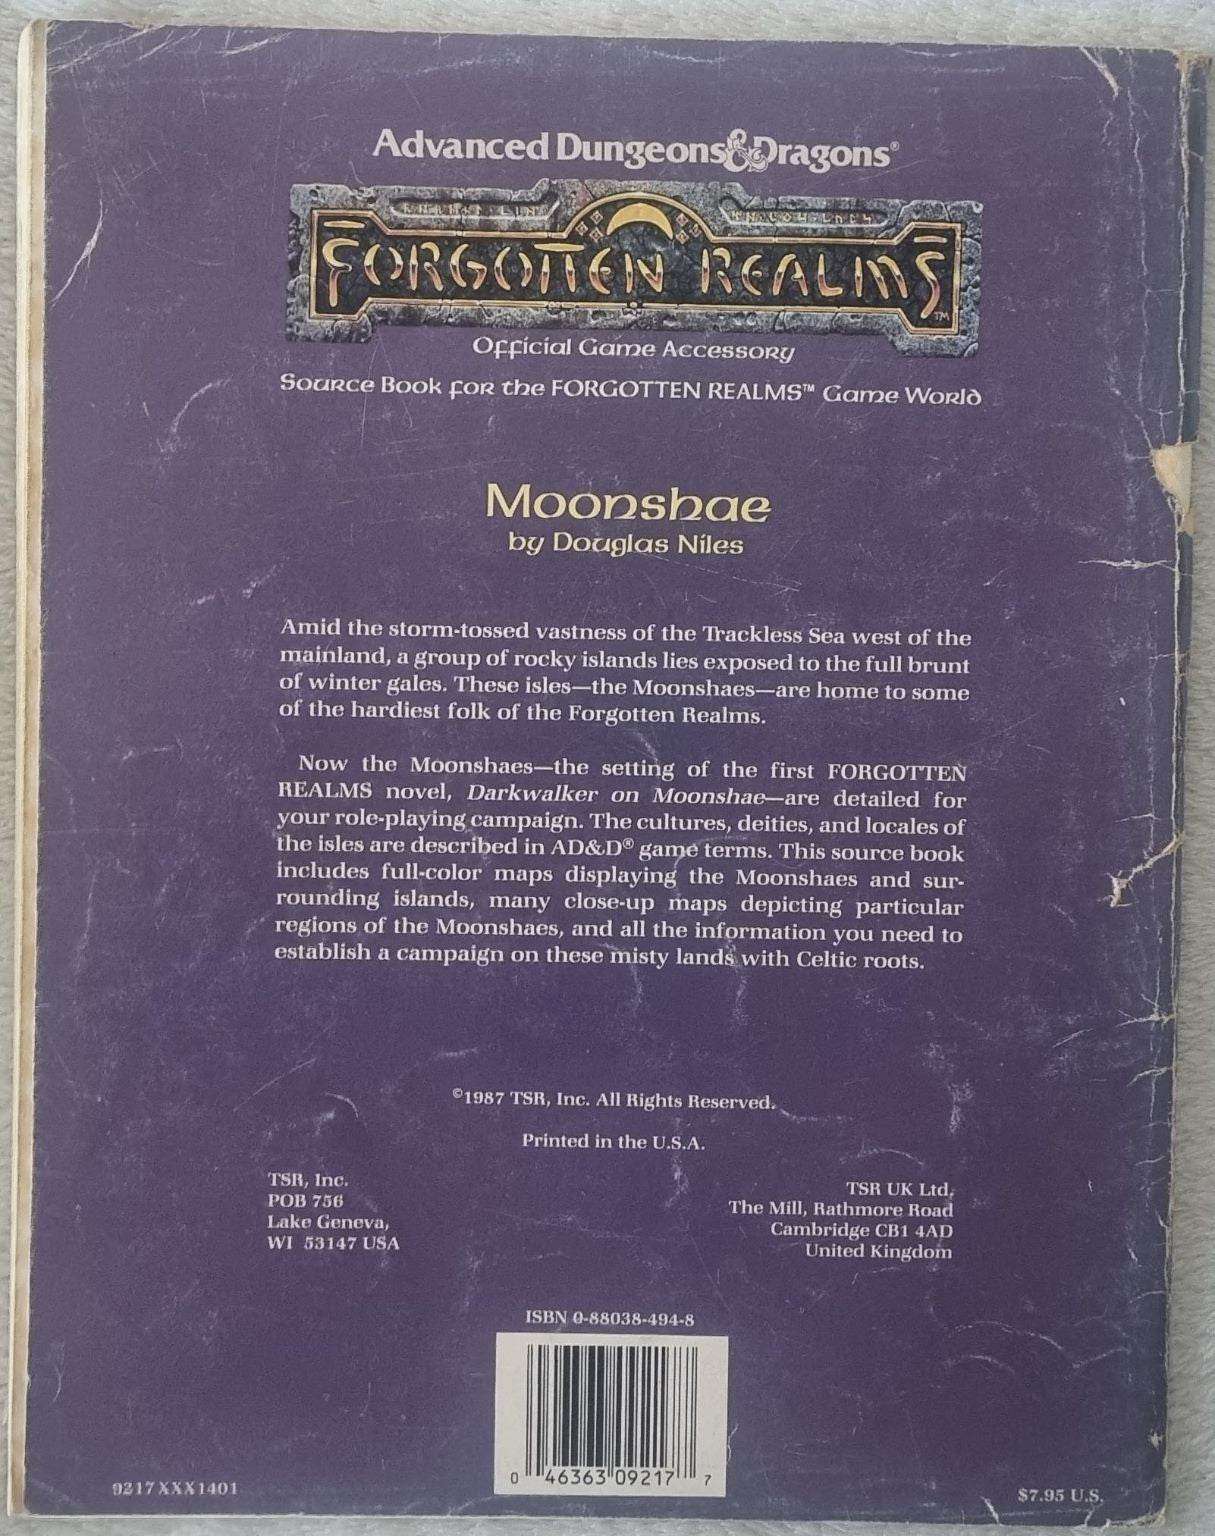 Advanced Dungeons & Dragons®
FORGOTTEN REALMS™
Official Game Accessory
Source Book for the FORGOTTEN REALMS™ Game World
Moonshae
by Douglas Niles
Amid the storm-tossed vastness of the Trackless Sea west of the
mainland, a group of rocky islands lies exposed to the full brunt
of winter gales. These isles—the Moonshaes—are home to some
of the hardiest folk of the Forgotten Realms.
Now the Moonshaes—the setting of the first FORGOTTEN
REALMS novel, Darkwalker on Moonshae—are detailed for
your role-playing campaign. The cultures, deities, and locales of
the isles are described in AD&D® game terms. This source book
includes full-color maps displaying the Moonshaes and sur-
rounding islands, many close-up maps depicting particular
regions of the Moonshaes, and all the information you need to
establish a campaign on these misty lands with Celtic roots.
©1987 TSR, Inc. All Rights Reserved.
Printed in the U.S.A.
TSR, Inc.
POB 756
Lake Geneva,
WI 53147 USA
TSR UK Ltd.
The Mill, Rathmore Road
Cambridge CB1 4AD
United Kingdom
ISBN 0-88038-494-8
0 46363 09217 7
9217XXX1401
$7.95 U.S.